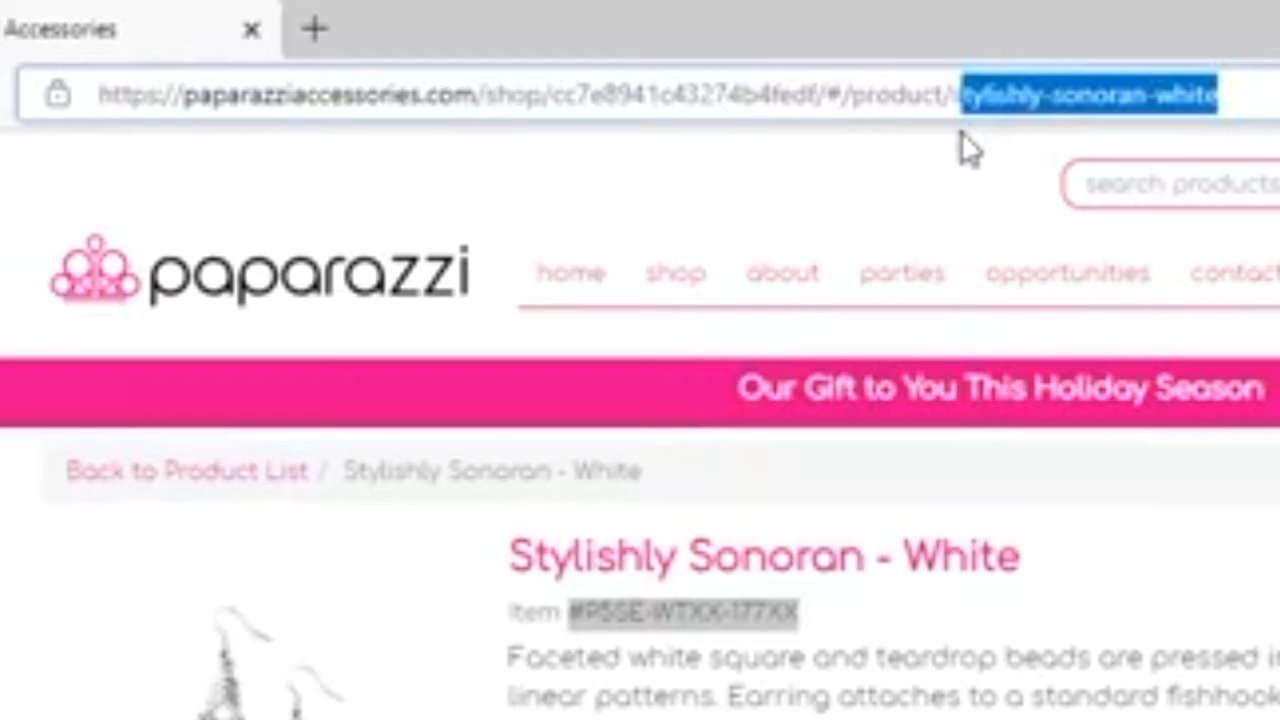 Accessories
https://paparazziaccessories.com/shop/cc7e8941c43274b4fedf/#/product/stylishly-sonoran-white
search products
paparazzi
home shop about parties opportunities contact
Our Gift to You This Holiday Season
Back to Product List / Stylishly Sonoran - White
Stylishly Sonoran - White
Item #P5SE-WTXX-177XX
Faceted white square and teardrop beads are pressed
linear patterns. Earring attaches to a standard fishhook